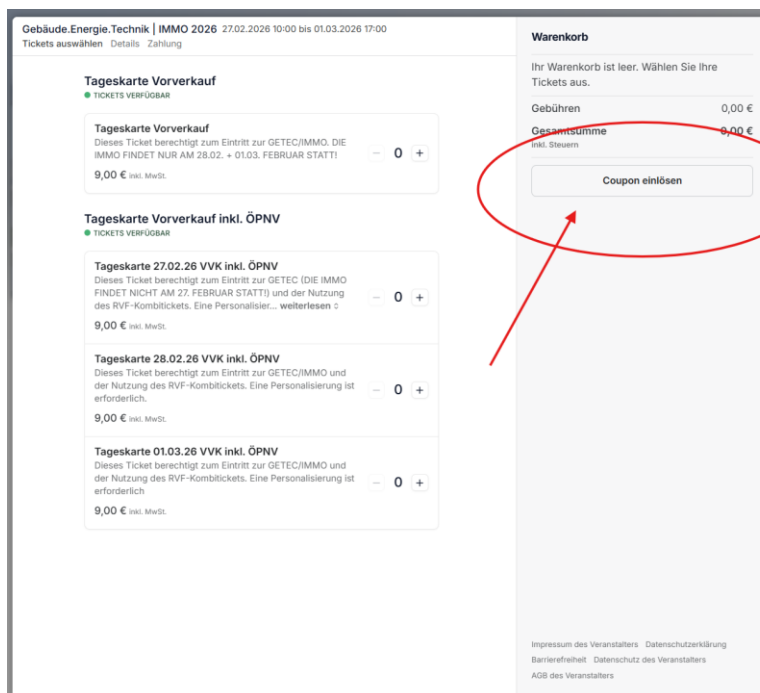 Gebäude.Energie.Technik | IMMO 2026 27.02.2026 10:00 bis 01.03.2026 17:00
Tickets auswählen Details Zahlung
Tageskarte Vorverkauf
TICKETS VERFÜGBAR
Tageskarte Vorverkauf
Dieses Ticket berechtigt zum Eintritt zur GETEC/IMMO. DIE
IMMO FINDET NUR AM 28.02. + 01.03. FEBRUAR STATT!
9,00 € inkl. MwSt.
− 0 +
Tageskarte Vorverkauf inkl. ÖPNV
TICKETS VERFÜGBAR
Tageskarte 27.02.26 VVK inkl. ÖPNV
Dieses Ticket berechtigt zum Eintritt zur GETEC (DIE IMMO
FINDET NICHT AM 27. FEBRUAR STATT!) und der Nutzung
des RVF-Kombitickets. Eine Personalisier... weiterlesen
9,00 € inkl. MwSt.
− 0 +
Tageskarte 28.02.26 VVK inkl. ÖPNV
Dieses Ticket berechtigt zum Eintritt zur GETEC/IMMO und
der Nutzung des RVF-Kombitickets. Eine Personalisierung ist
erforderlich.
9,00 € inkl. MwSt.
− 0 +
Tageskarte 01.03.26 VVK inkl. ÖPNV
Dieses Ticket berechtigt zum Eintritt zur GETEC/IMMO und
der Nutzung des RVF-Kombitickets. Eine Personalisierung ist
erforderlich
9,00 € inkl. MwSt.
− 0 +
Warenkorb
Ihr Warenkorb ist leer. Wählen Sie Ihre
Tickets aus.
Gebühren 0,00 €
Gesamtsumme 0,00 €
inkl. Steuern
Coupon einlösen
Impressum des Veranstalters Datenschutzerklärung
Barrierefreiheit Datenschutz des Veranstalters
AGB des Veranstalters